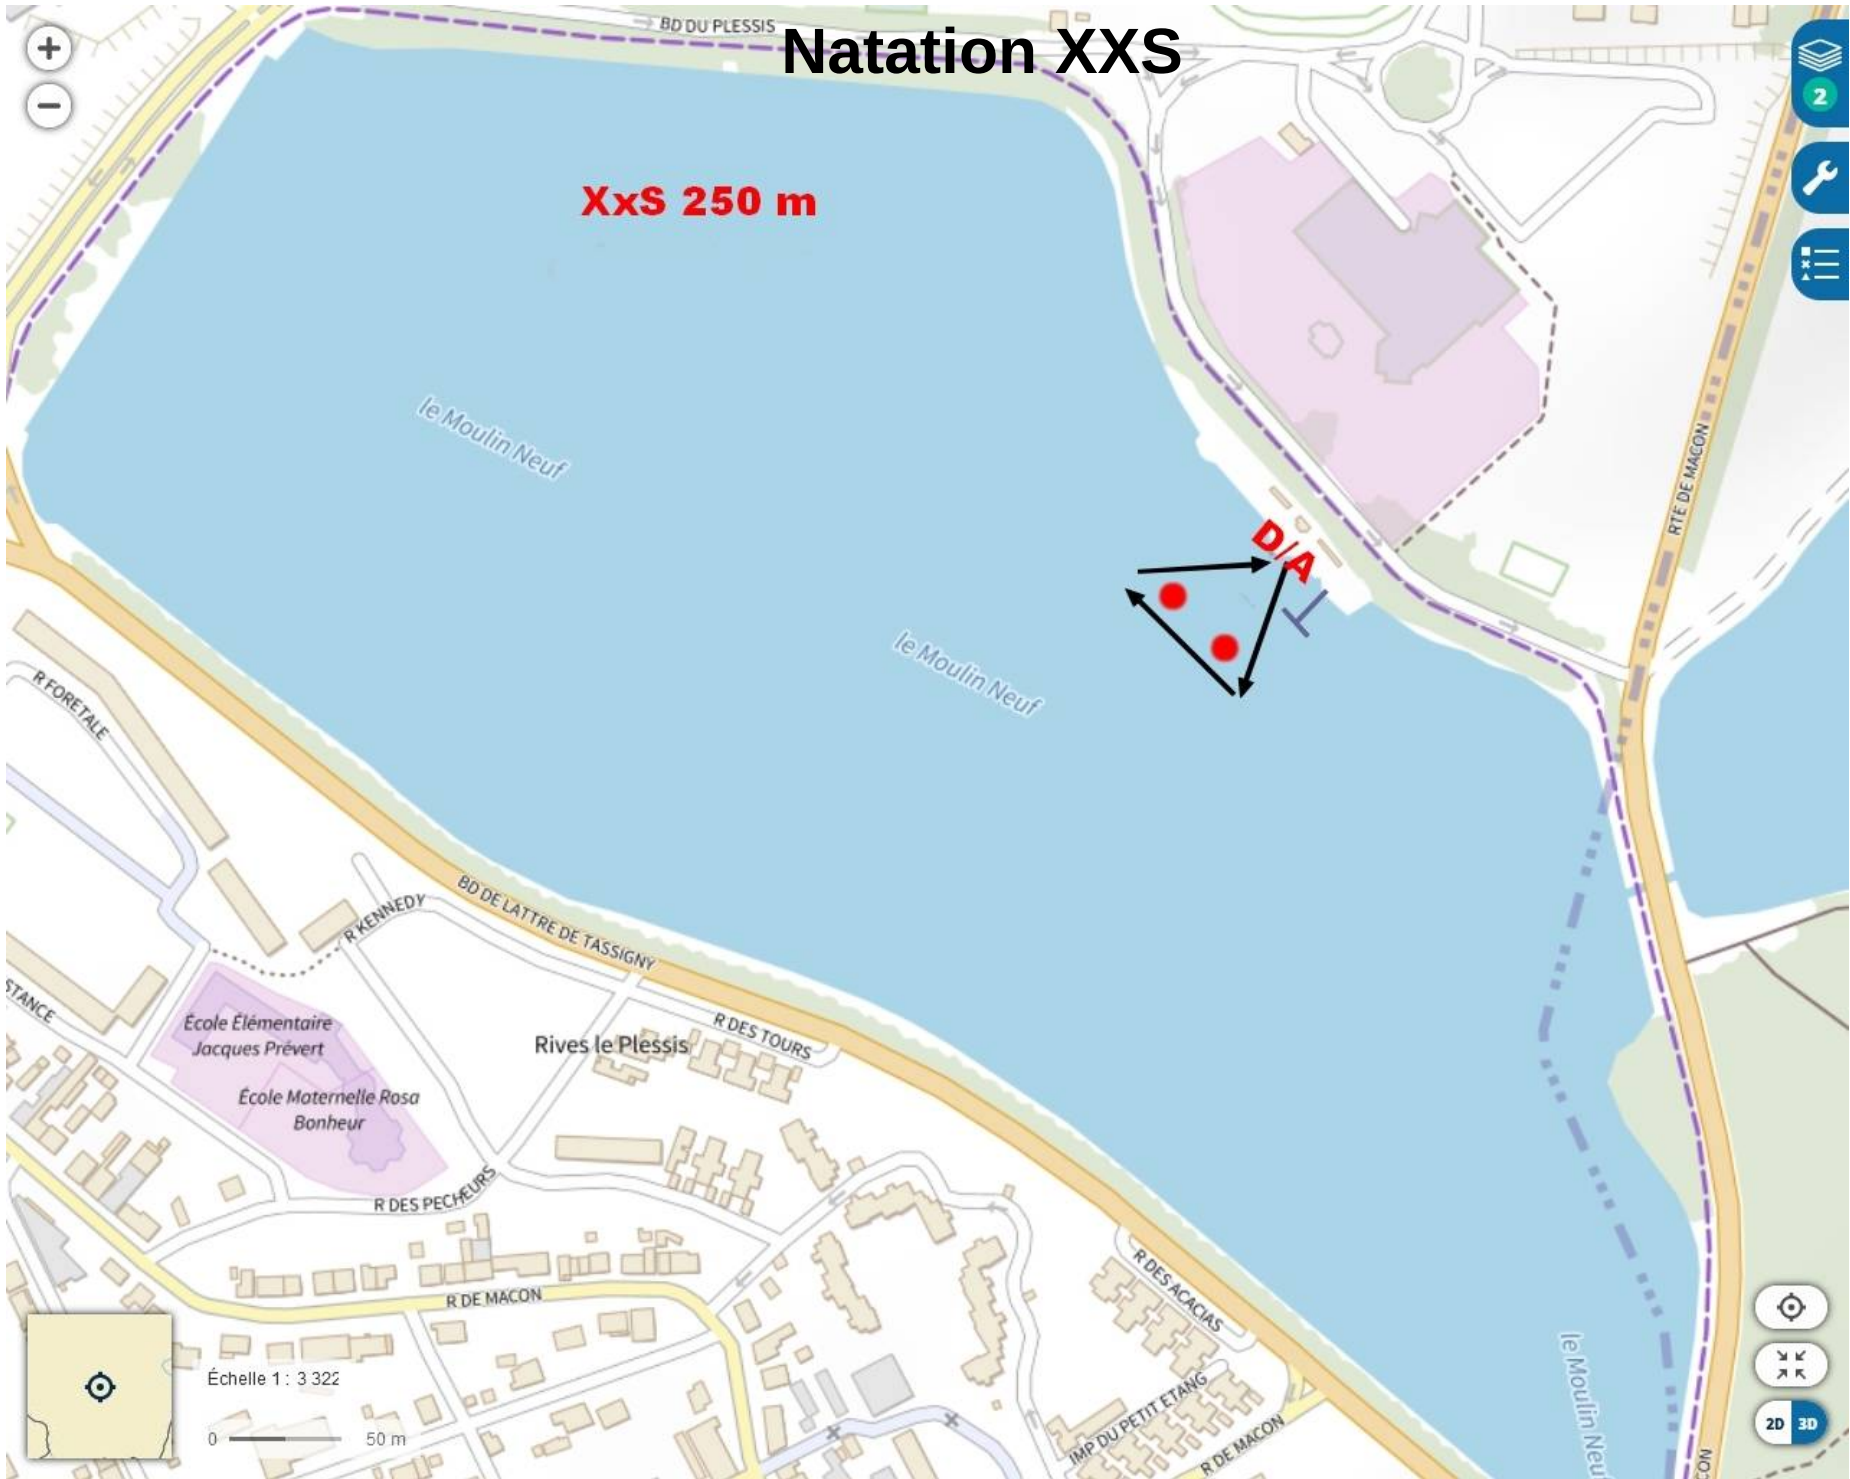 BD DU PLESSIS
Natation XXS
2
XxS 250 m
le Moulin Neuf
RTE DE MACON
D/A
le Moulin Neuf
R FORETALE
R KENNEDY
BD DE LATTRE DE TASSIGNY
STANCE
École Élémentaire
Jacques Prévert
Rives le Plessis
R DES TOURS
École Maternelle Rosa
Bonheur
R DES PECHEURS
R DE MACON
R DES ACACIAS
le Moulin Neu
Échelle 1 : 3 322
0 50 m
IMP DU PETIT ETANG
R DE MACON
2D 3D
CON